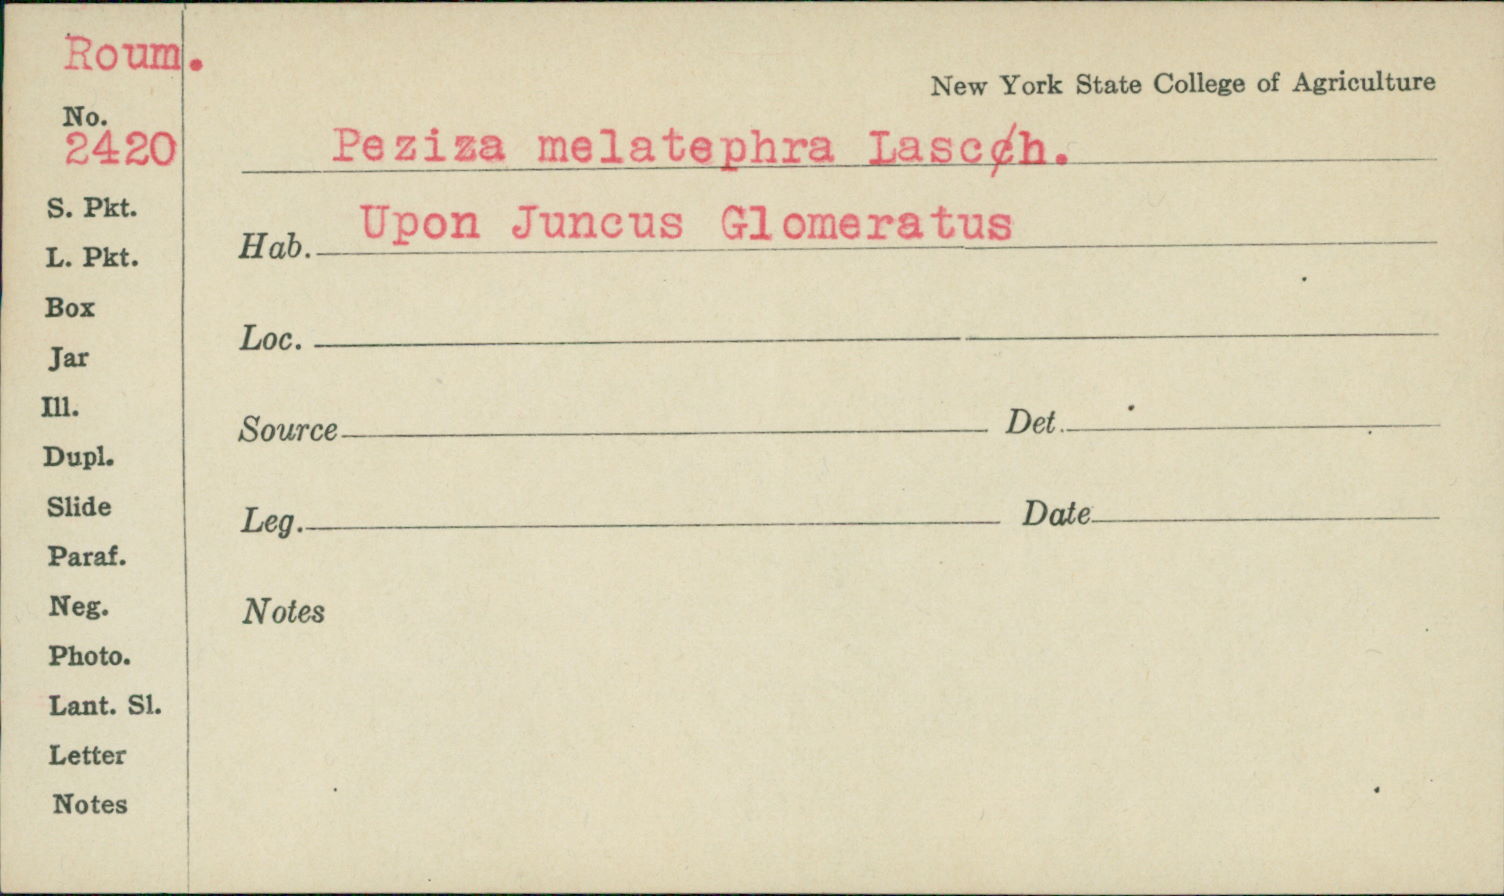 Roum.
New York State College of Agriculture
No.
2420
Peziza melatephra Lasch.
S. Pkt.
Upon Juncus Glomeratus
Hab.
L. Pkt.
Box
Loc.
Jar
Ill.
Source Det.
Dupl.
Slide
Leg. Date
Paraf.
Neg.
Notes
Photo.
Lant. Sl.
Letter
Notes